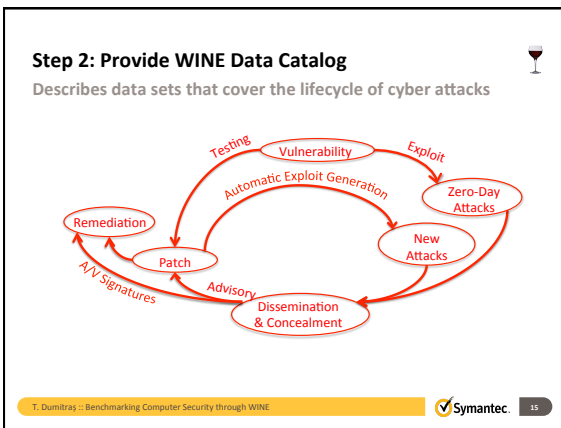 Step 2: Provide WINE Data Catalog
Describes data sets that cover the lifecycle of cyber attacks
Testing
Vulnerability
Exploit
Automatic Exploit Generation
Zero-Day
Attacks
Remediation
New
Attacks
Patch
A/V Signatures
Advisory
Dissemination
& Concealment
T. Dumitraș :: Benchmarking Computer Security through WINE
Symantec.
15